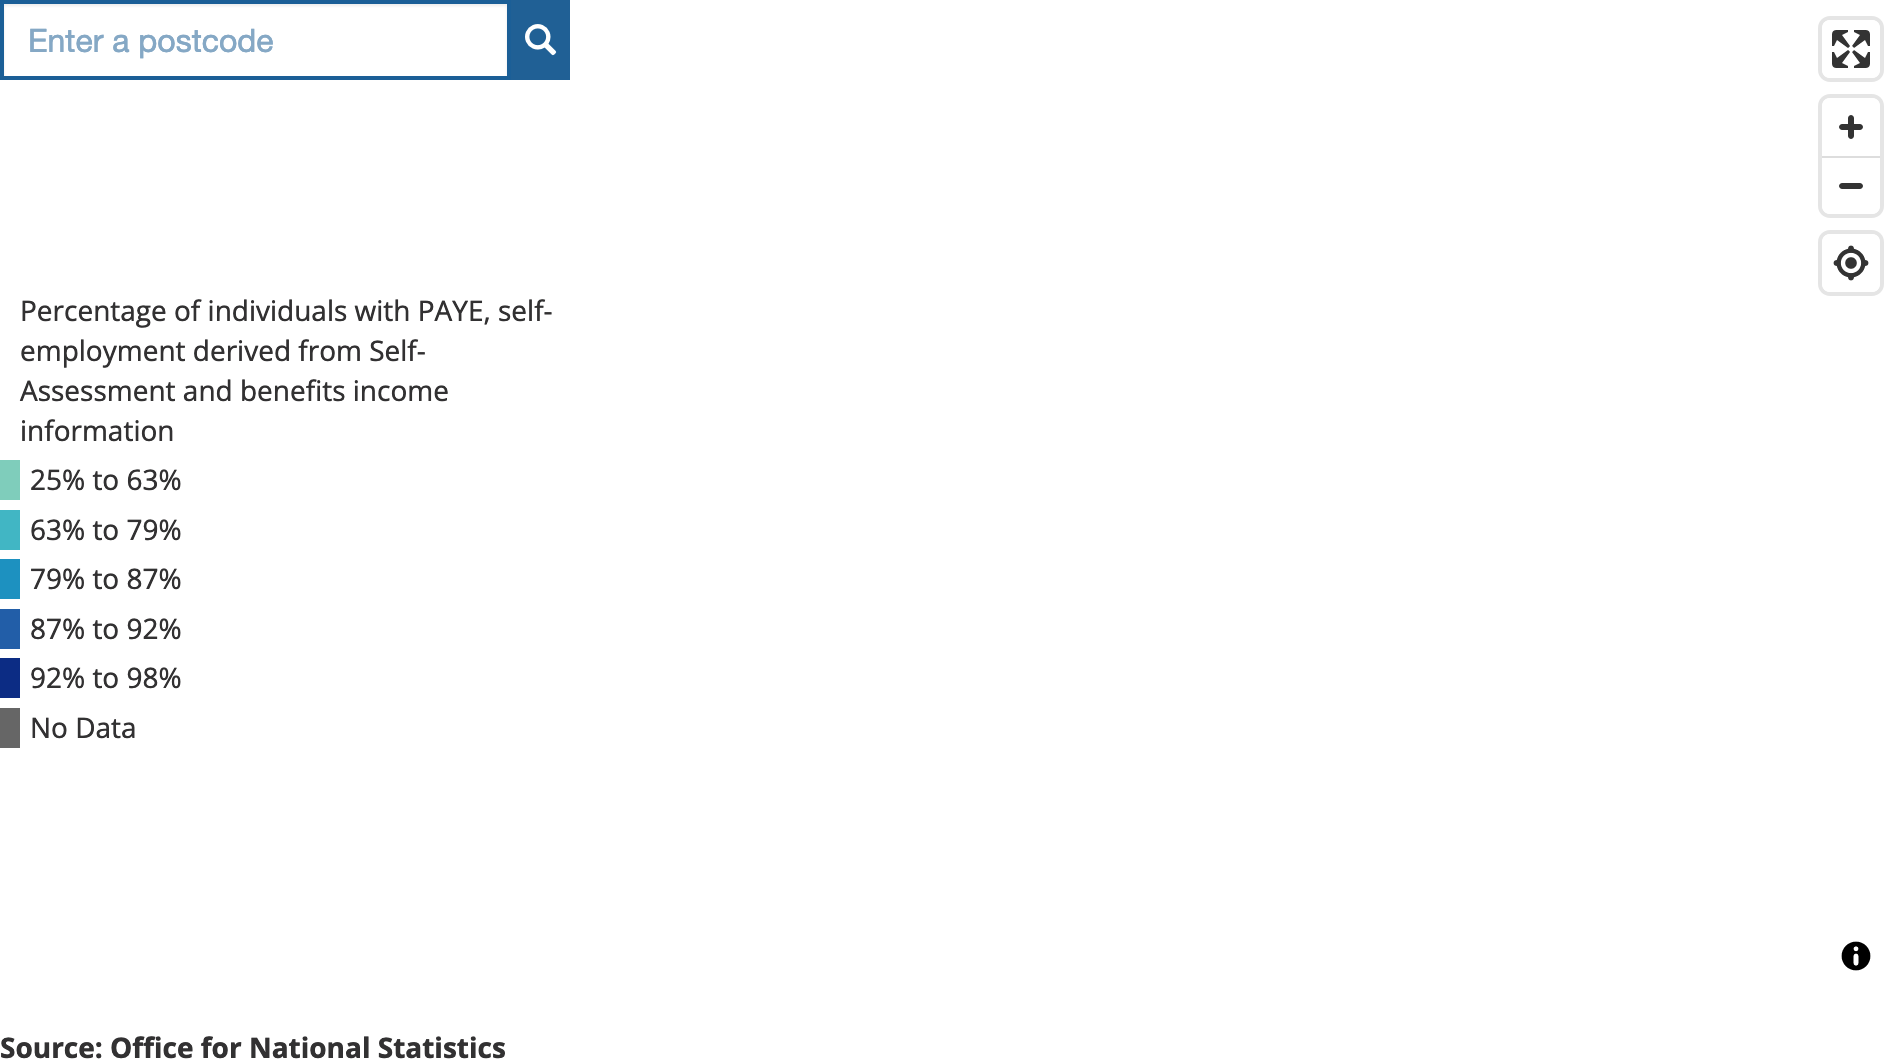 Enter a postcode
Percentage of individuals with PAYE, self-
employment derived from Self-
Assessment and benefits income
information
25% to 63%
63% to 79%
79% to 87%
87% to 92%
92% to 98%
No Data
Source: Office for National Statistics